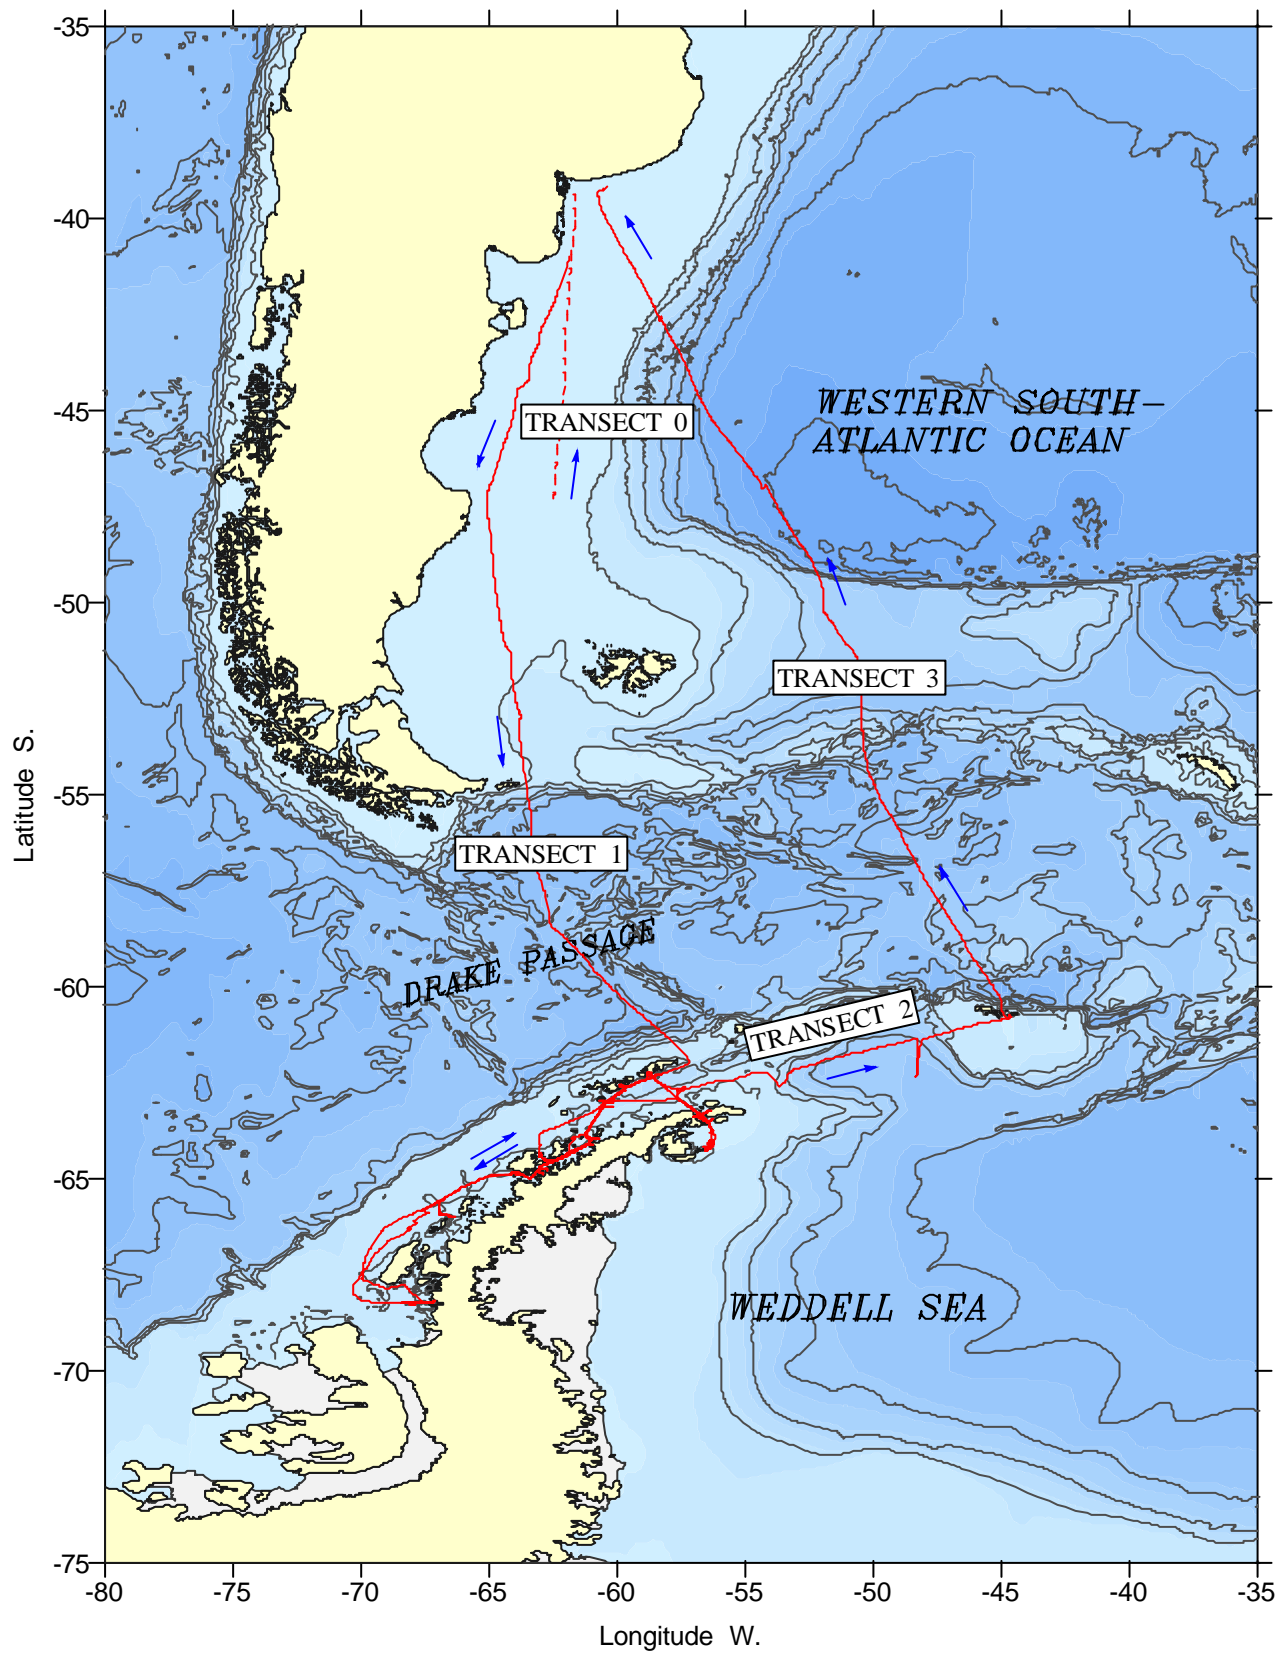 -35
-40
-45
-50
-55
-60
-65
-70
-75
Latitude S.
TRANSECT 0
WESTERN SOUTH-
ATLANTIC OCEAN
TRANSECT 3
TRANSECT 1
DRAKE PASSAGE
TRANSECT 2
WEDDELL SEA
-80 -75 -70 -65 -60 -55 -50 -45 -40 -35
Longitude W.